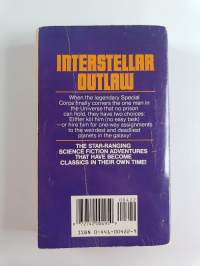 INTERSTELLAR
OUTLAW
When the legendary Special
Corps finally corners the one man in
the Universe that no prison
can hold, they have two choices:
Either kill him (no easy task)
—or hire him for one-way assignments to
the weirdest and deadliest
planets in the galaxy!
THE STAR-RANGING
SCIENCE FICTION ADVENTURES
THAT HAVE BECOME
CLASSICS IN THEIR OWN TIME!
ISBN 0-441-00422-9